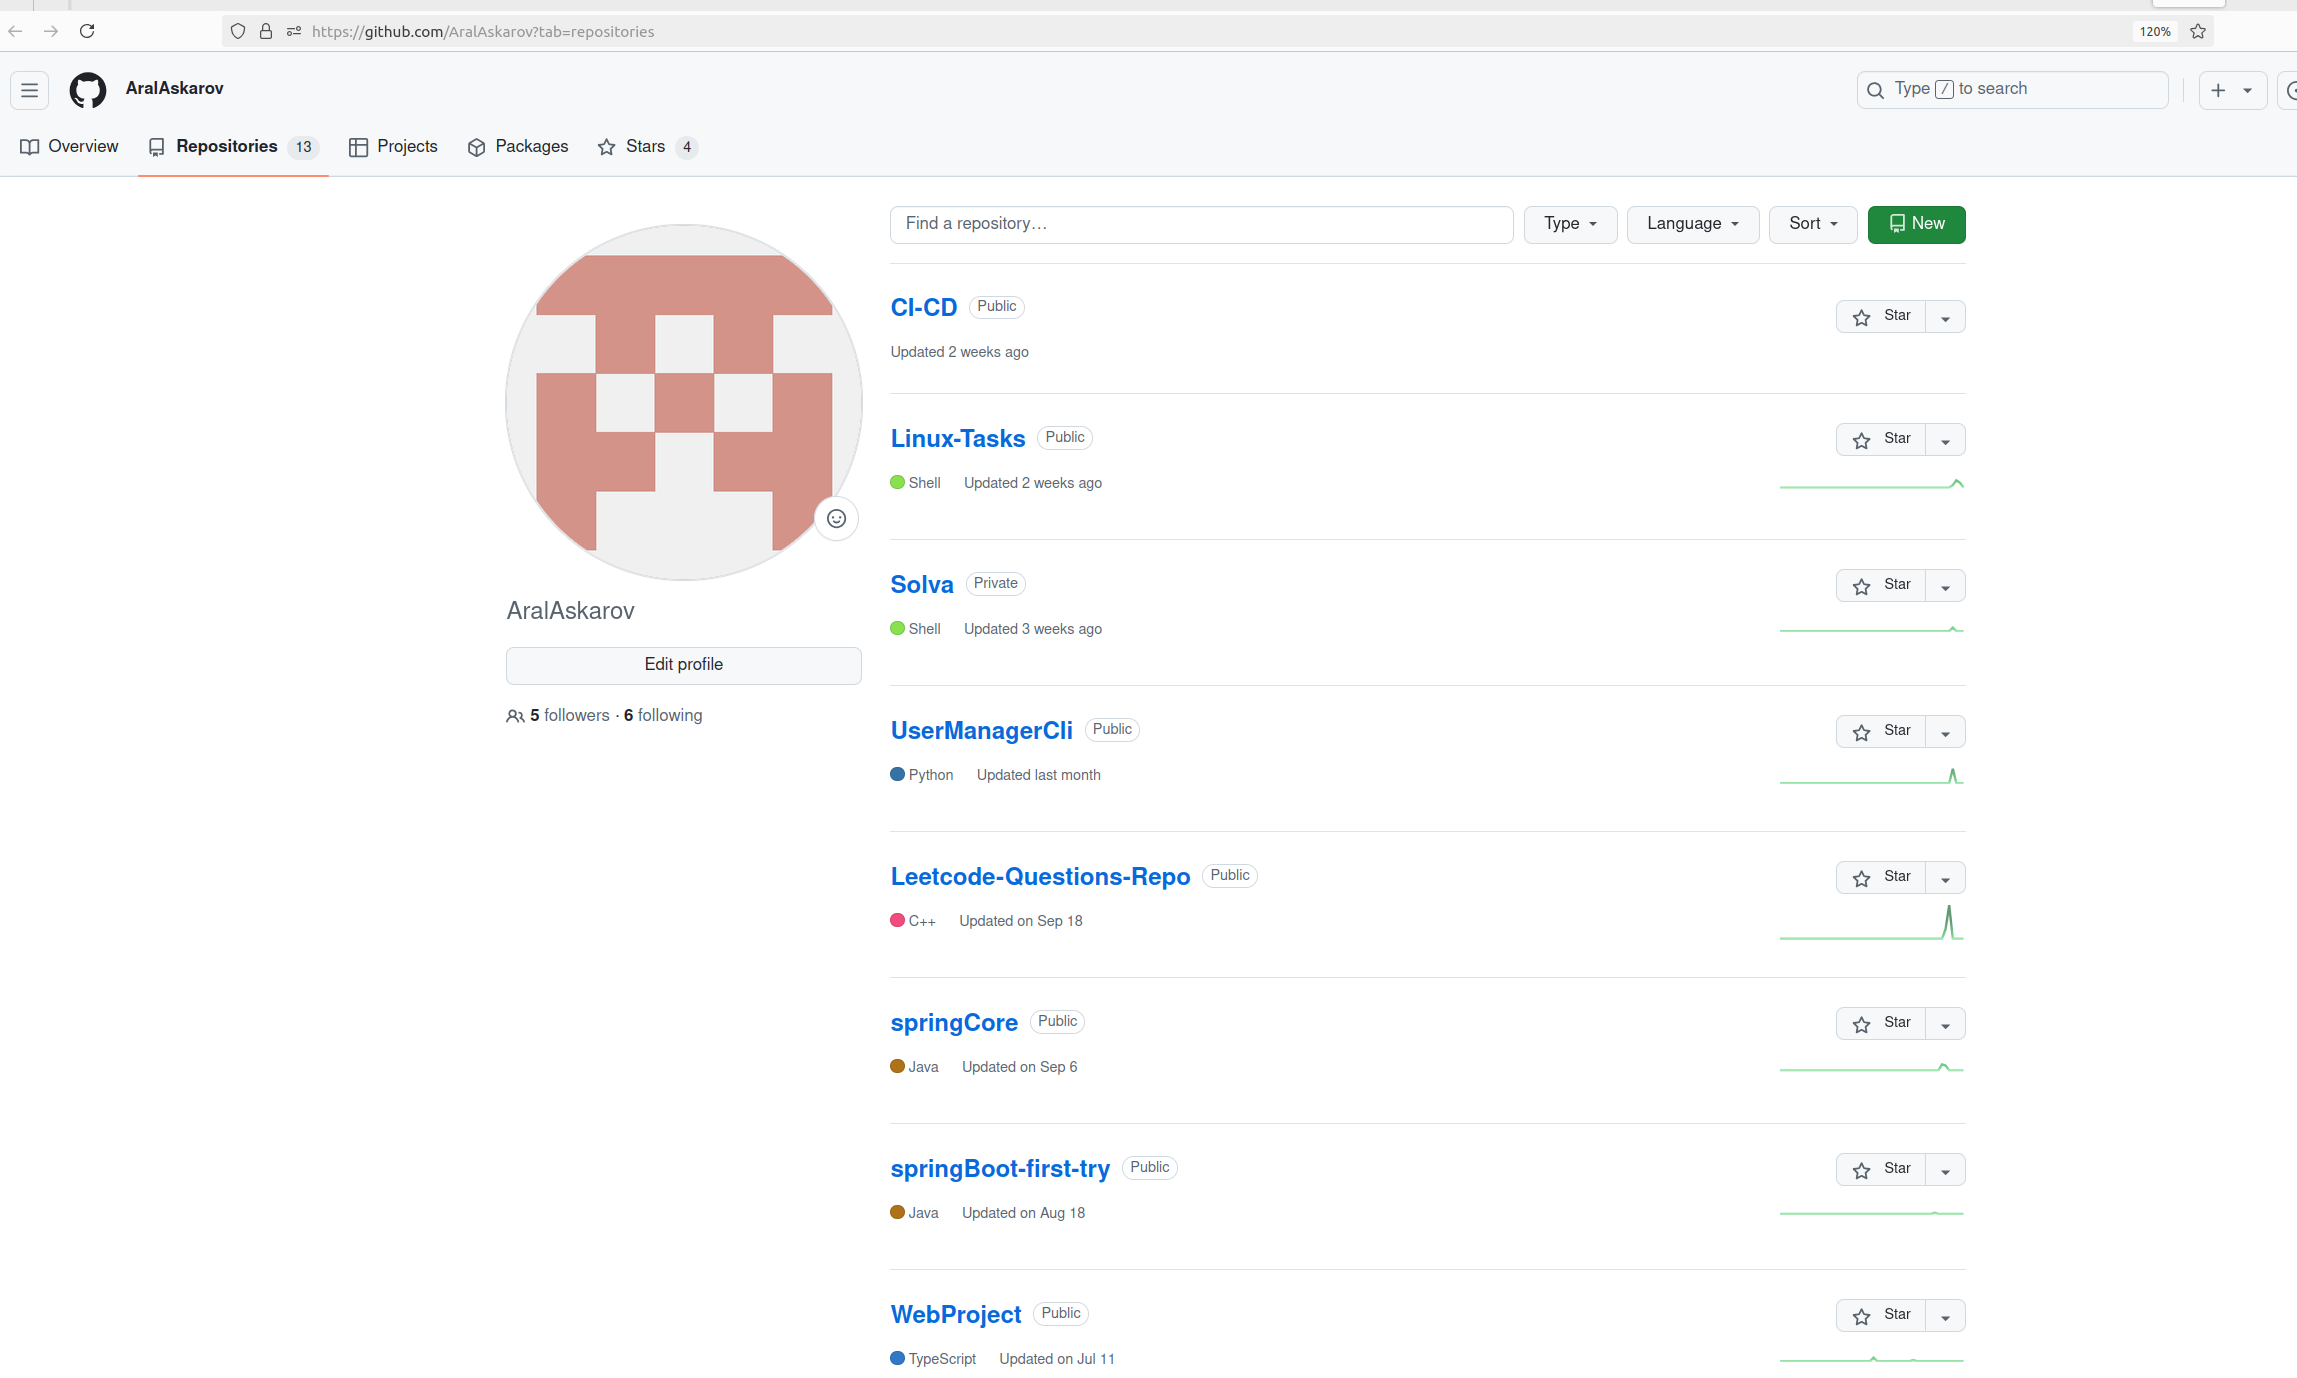 https://github.com/AralAskarov?tab=repositories
120%
AralAskarov
Type / to search
Overview
Repositories 13
Projects
Packages
Stars 4
Find a repository…
Type
Language
Sort
New
AralAskarov
Edit profile
5 followers · 6 following
CI-CD Public
Star
Updated 2 weeks ago
Linux-Tasks Public
Star
Shell Updated 2 weeks ago
Solva Private
Star
Shell Updated 3 weeks ago
UserManagerCli Public
Star
Python Updated last month
Leetcode-Questions-Repo Public
Star
C++ Updated on Sep 18
springCore Public
Star
Java Updated on Sep 6
springBoot-first-try Public
Star
Java Updated on Aug 18
WebProject Public
Star
TypeScript Updated on Jul 11